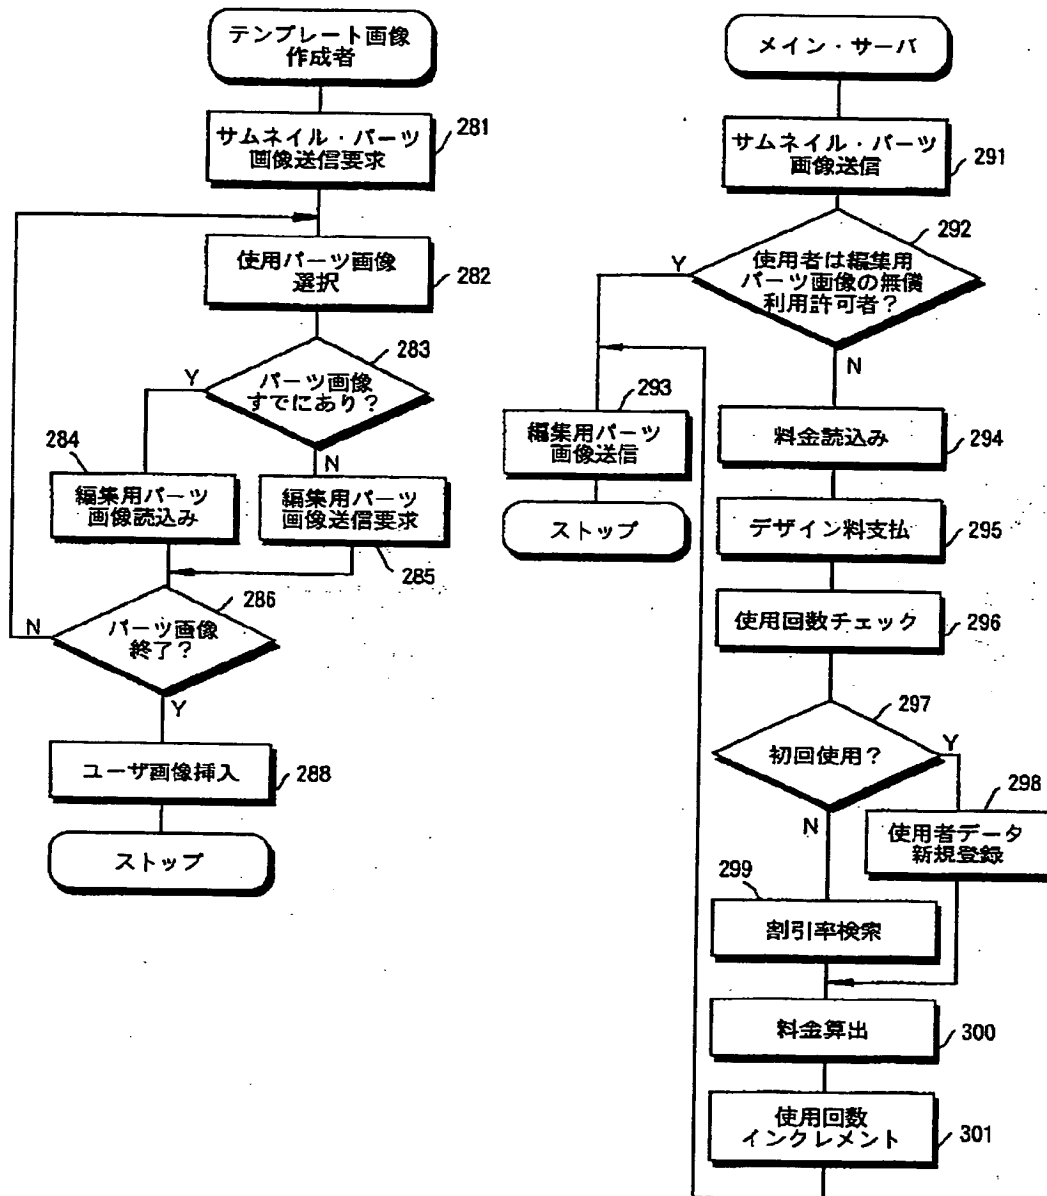 テンプレート画像
作成者
サムネイル・パーツ
画像送信要求
281
使用パーツ画像
選択
282
283
パーツ画像
すでにあり?
Y
N
284
編集用パーツ
画像読込み
編集用パーツ
画像送信要求
285
286
パーツ画像
終了?
N
Y
ユーザ画像挿入
288
ストップ
メイン・サーバ
サムネイル・パーツ
画像送信
291
292
使用者は編集用
パーツ画像の無償
利用許可者?
Y
N
293
編集用パーツ
画像送信
ストップ
料金読込み
294
デザイン料支払
295
使用回数チェック
296
297
初回使用?
Y
N
298
使用者データ
新規登録
299
割引率検索
料金算出
300
使用回数
インクレメント
301